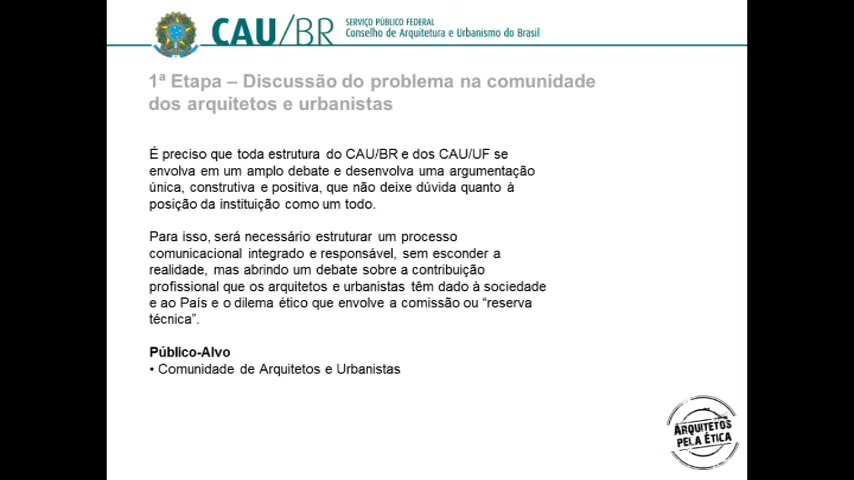 CAU/BR
SERVIÇO PÚBLICO FEDERAL
Conselho de Arquitetura e Urbanismo do Brasil
1ª Etapa – Discussão do problema na comunidade
dos arquitetos e urbanistas
É preciso que toda estrutura do CAU/BR e dos CAU/UF se
envolva em um amplo debate e desenvolva uma argumentação
única, construtiva e positiva, que não deixe dúvida quanto à
posição da instituição como um todo.
Para isso, será necessário estruturar um processo
comunicacional integrado e responsável, sem esconder a
realidade, mas abrindo um debate sobre a contribuição
profissional que os arquitetos e urbanistas têm dado à sociedade
e ao País e o dilema ético que envolve a comissão ou “reserva
técnica”.
Público-Alvo
• Comunidade de Arquitetos e Urbanistas
ARQUITETOS
PELA ÉTICA